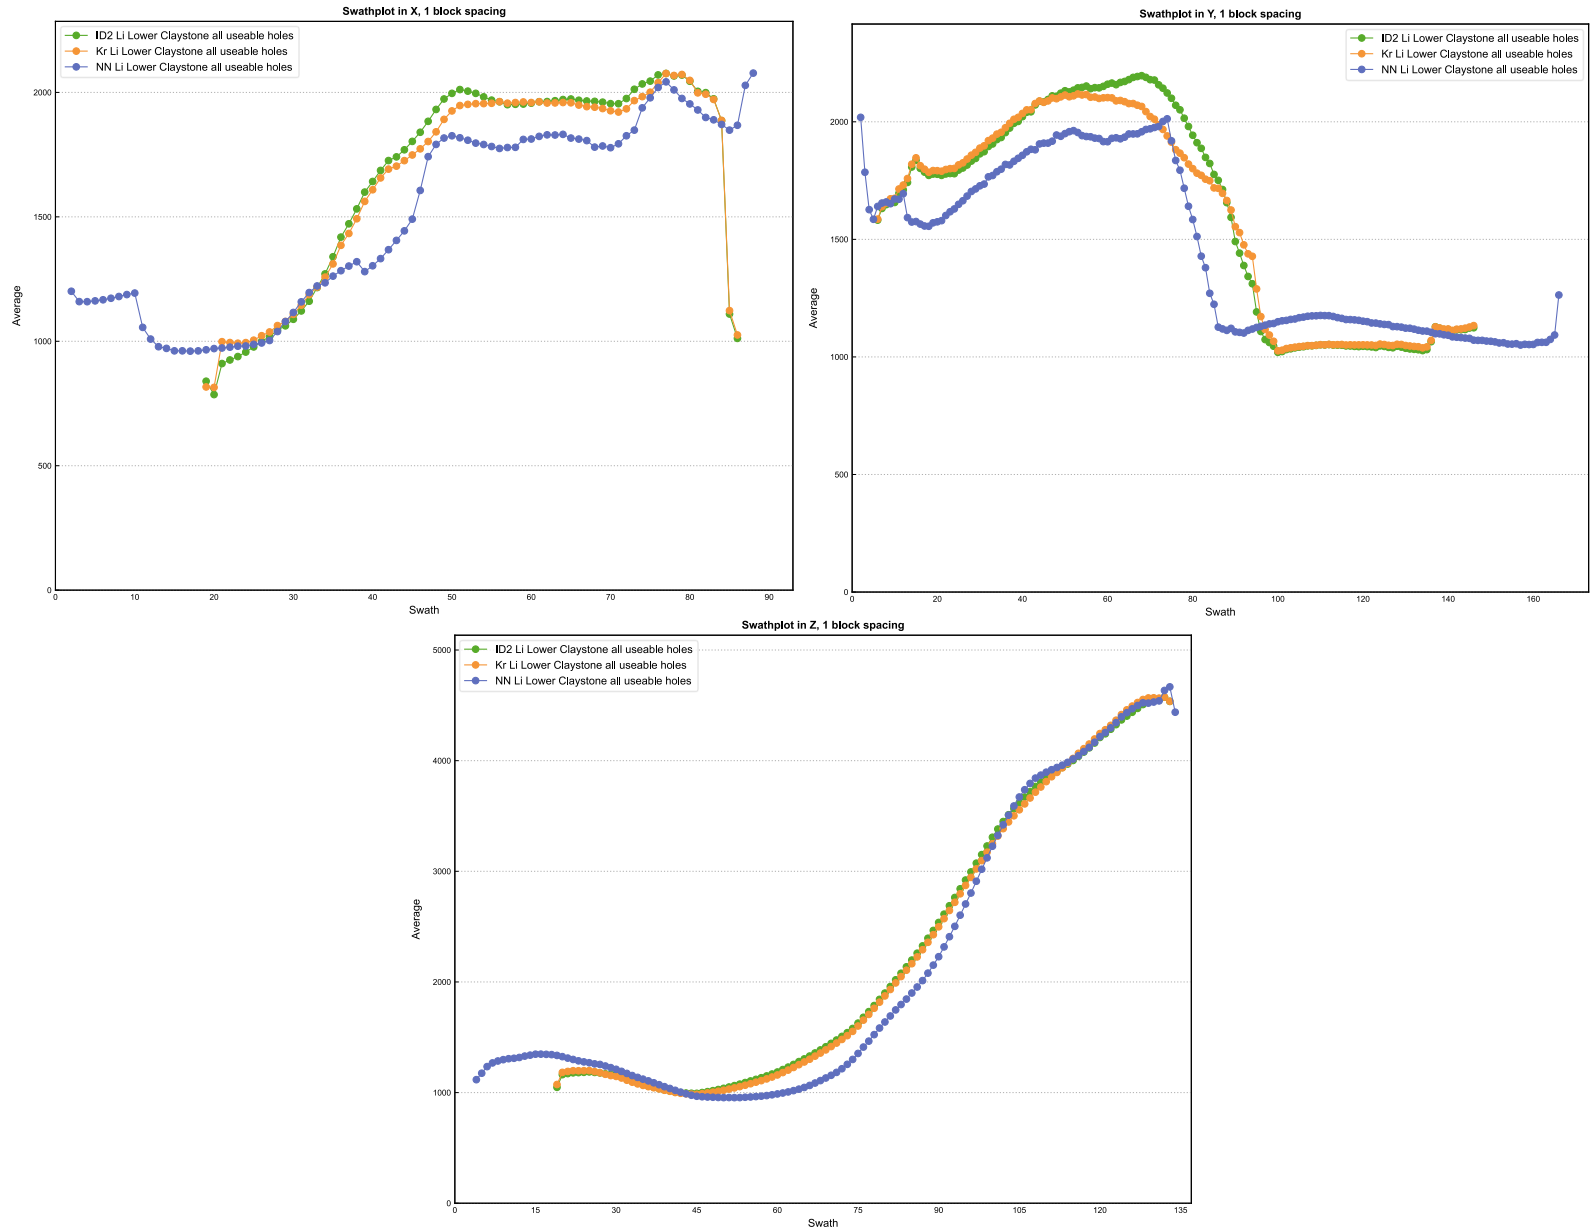 Swathplot in X, 1 block spacing
ID2 Li Lower Claystone all useable holes
Kr Li Lower Claystone all useable holes
NN Li Lower Claystone all useable holes
2000
1500
1000
500
0
Average
0 10 20 30 40 50 60 70 80 90
Swath
Swathplot in Y, 1 block spacing
ID2 Li Lower Claystone all useable holes
Kr Li Lower Claystone all useable holes
NN Li Lower Claystone all useable holes
2000
1500
1000
500
0
Average
0 20 40 60 80 100 120 140 160
Swath
Swathplot in Z, 1 block spacing
ID2 Li Lower Claystone all useable holes
Kr Li Lower Claystone all useable holes
NN Li Lower Claystone all useable holes
5000
4000
3000
2000
1000
0
Average
0 15 30 45 60 75 90 105 120 135
Swath